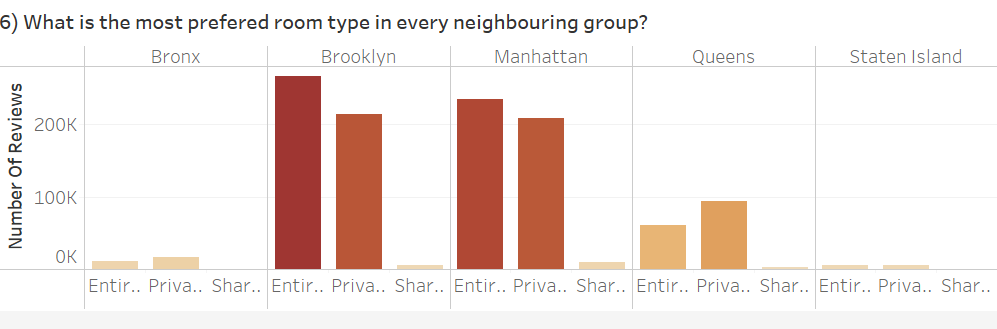 6) What is the most prefered room type in every neighbouring group?
Bronx Brooklyn Manhattan Queens Staten Island
Number Of Reviews
200K
100K
0K
Entir.. Priva.. Shar.. Entir.. Priva.. Shar.. Entir.. Priva.. Shar.. Entir.. Priva.. Shar.. Entir.. Priva.. Shar..